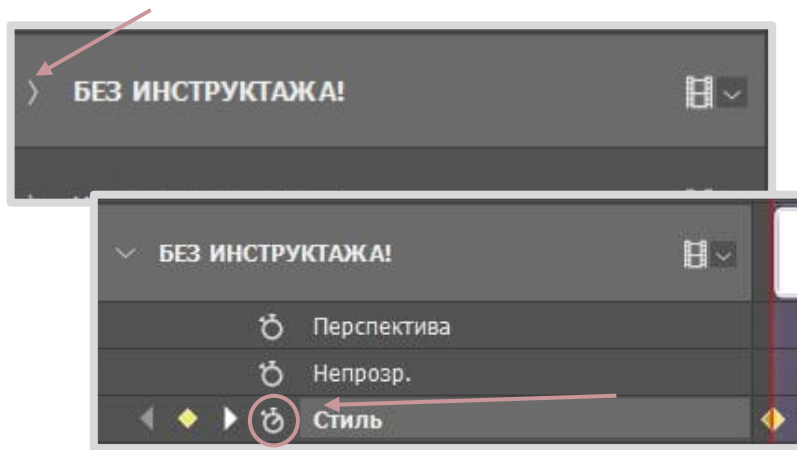 БЕЗ ИНСТРУКТАЖА!
БЕЗ ИНСТРУКТАЖА!
Перспектива
Непрозр.
Стиль